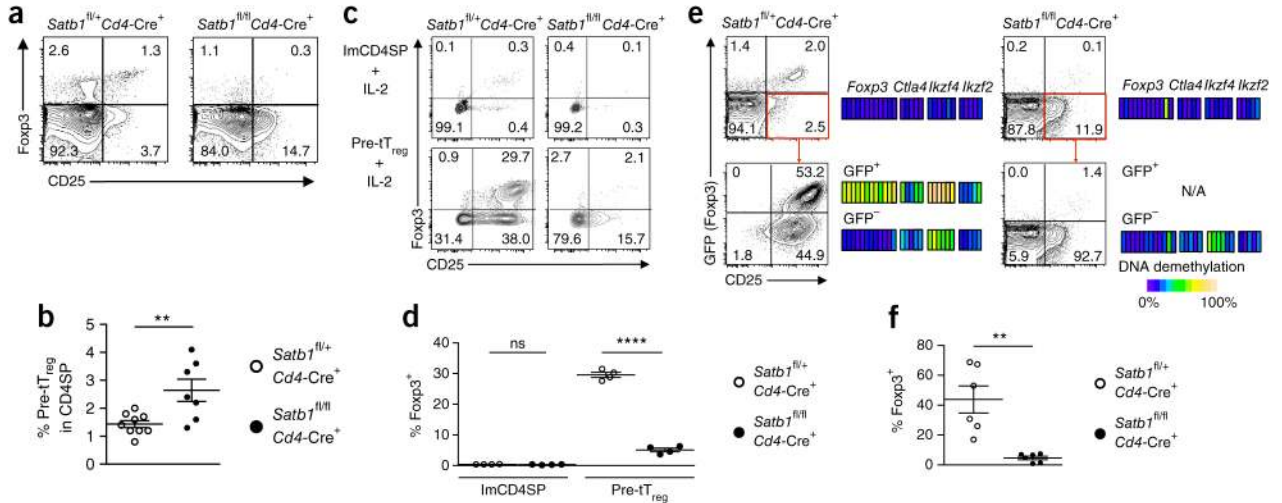 a
Satb1fl/+Cd4-Cre+
Satb1fl/flCd4-Cre+
2.6 1.3
92.3 3.7
1.1 0.3
84.0 14.7
Foxp3
CD25
b
**
5
4
3
2
1
0
% Pre-tTreg
in CD4SP
Satb1fl/+
Cd4-Cre+
Satb1fl/fl
Cd4-Cre+
c
Satb1fl/+Cd4-Cre+
Satb1fl/flCd4-Cre+
ImCD4SP
+
IL-2
0.1 0.3
99.1 0.4
0.4 0.1
99.2 0.3
Pre-tTreg
+
IL-2
0.9 29.7
31.4 38.0
2.7 2.1
79.6 15.7
Foxp3
CD25
d
ns
****
40
30
20
10
0
% Foxp3+
ImCD4SP
Pre-tTreg
Satb1fl/+
Cd4-Cre+
Satb1fl/fl
Cd4-Cre+
e
Satb1fl/+Cd4-Cre+
1.4 2.0
94.1 2.5
Foxp3 Ctla4 Ikzf4 Ikzf2
0 53.2
1.8 44.9
GFP+
GFP−
GFP (Foxp3)
CD25
Satb1fl/flCd4-Cre+
0.2 0.1
87.8 11.9
Foxp3 Ctla4 Ikzf4 Ikzf2
0.0 1.4
5.9 92.7
GFP+
N/A
GFP−
DNA demethylation
0% 100%
f
**
80
60
40
20
0
% Foxp3+
Satb1fl/+
Cd4-Cre+
Satb1fl/fl
Cd4-Cre+